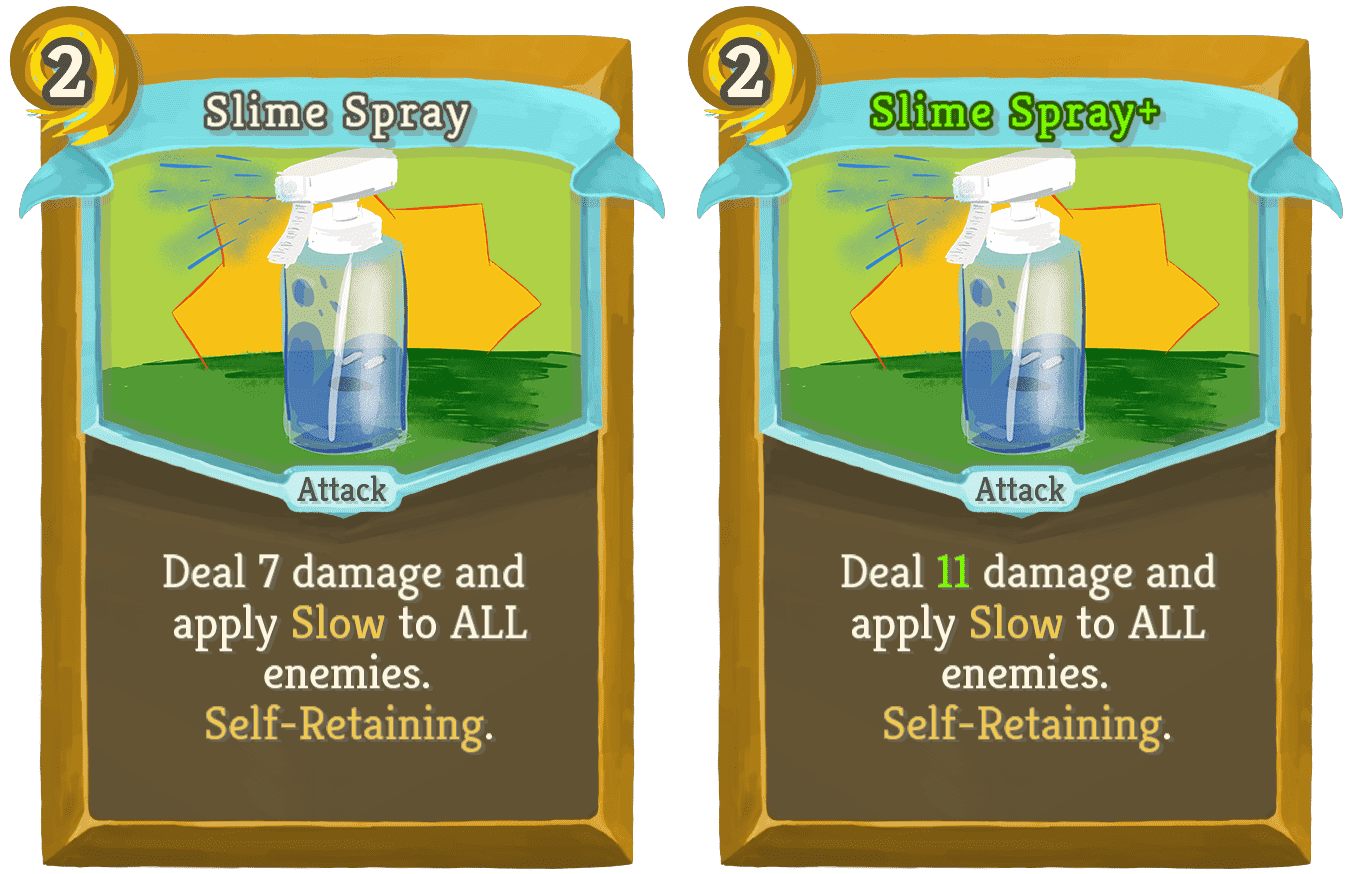 2
Slime Spray
Attack
Deal 7 damage and
apply Slow to ALL
enemies.
Self-Retaining.
2
Slime Spray+
Attack
Deal 11 damage and
apply Slow to ALL
enemies.
Self-Retaining.